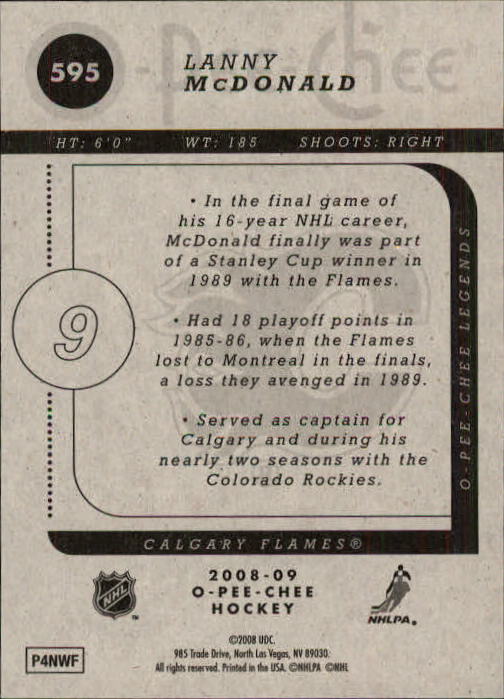 O-Pee-Chee
595
LANNY
McDONALD
HT: 6'0" WT: 185 SHOOTS: RIGHT
• In the final game of
his 16-year NHL career,
McDonald finally was part
of a Stanley Cup winner in
1989 with the Flames.
9
• Had 18 playoff points in
1985-86, when the Flames
lost to Montreal in the finals,
a loss they avenged in 1989.
• Served as captain for
Calgary and during his
nearly two seasons with the
Colorado Rockies.
O-PEE-CHEE LEGENDS
CALGARY FLAMES®
NHL
™
2008-09
O-PEE-CHEE
HOCKEY
NHLPA®
P4NWF
©2008 UDC.
985 Trade Drive, North Las Vegas, NV 89030.
All rights reserved. Printed in the USA. ©NHLPA ©NHL